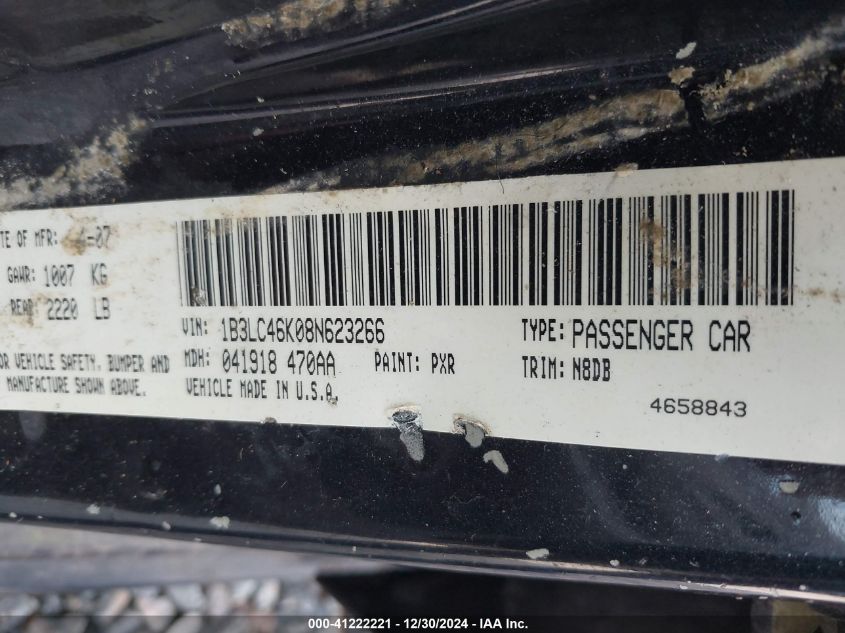 TE OF MFR: -07
GAWR: 1007 KG
REAR 2220 LB
VIN: 1B3LC46K08N623266
TYPE: PASSENGER CAR
OR VEHICLE SAFETY, BUMPER AND
MDH: 041918 470AA
PAINT: PXR
TRIM: N8DB
MANUFACTURE SHOWN ABOVE.
VEHICLE MADE IN U.S.A.
4658843
000-41222221 - 12/30/2024 - IAA Inc.